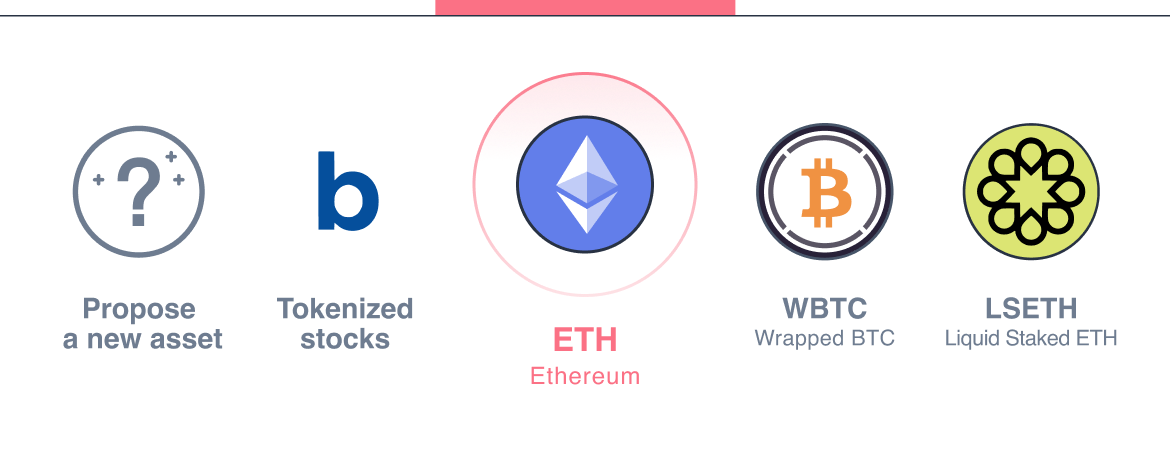 ?
b
Propose
a new asset
Tokenized
stocks
ETH
Ethereum
WBTC
Wrapped BTC
LSETH
Liquid Staked ETH